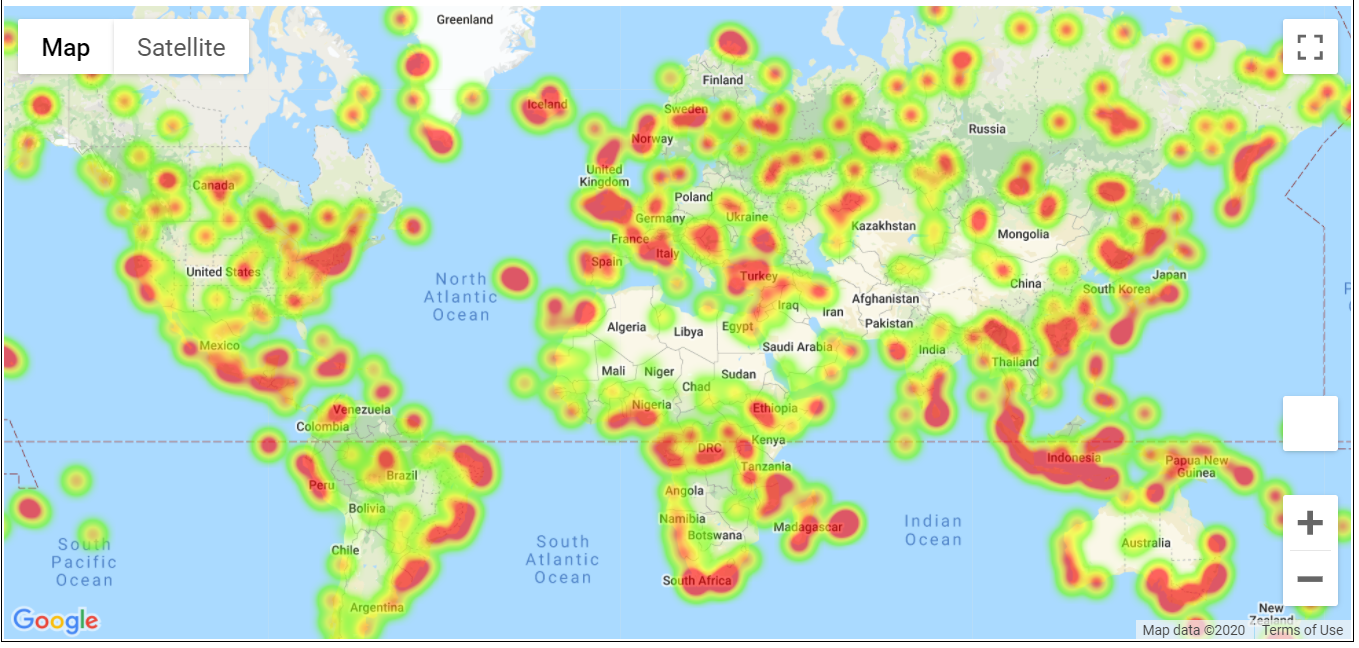 Greenland
Map
Satellite
Finland
Iceland
Sweden
Norway
Russia
United
Kingdom
Canada
Poland
Germany
Ukraine
Kazakhstan
Mongolia
France
Italy
Spain
United States
Turkey
Japan
North
Atlantic
Ocean
China
South Korea
Afghanistan
Iraq
Iran
Algeria
Libya
Egypt
Pakistan
Mexico
Saudi Arabia
India
Thailand
Mali
Niger
Sudan
Chad
Nigeria
Ethiopia
Venezuela
Colombia
Kenya
DRC
Indonesia
Papua New
Guinea
Tanzania
Brazil
Peru
Angola
Bolivia
Namibia
Madagascar
Botswana
Indian
Ocean
South
Pacific
Ocean
South
Atlantic
Ocean
Chile
Australia
South Africa
Argentina
New
Zealand
Google
Map data ©2020
Terms of Use